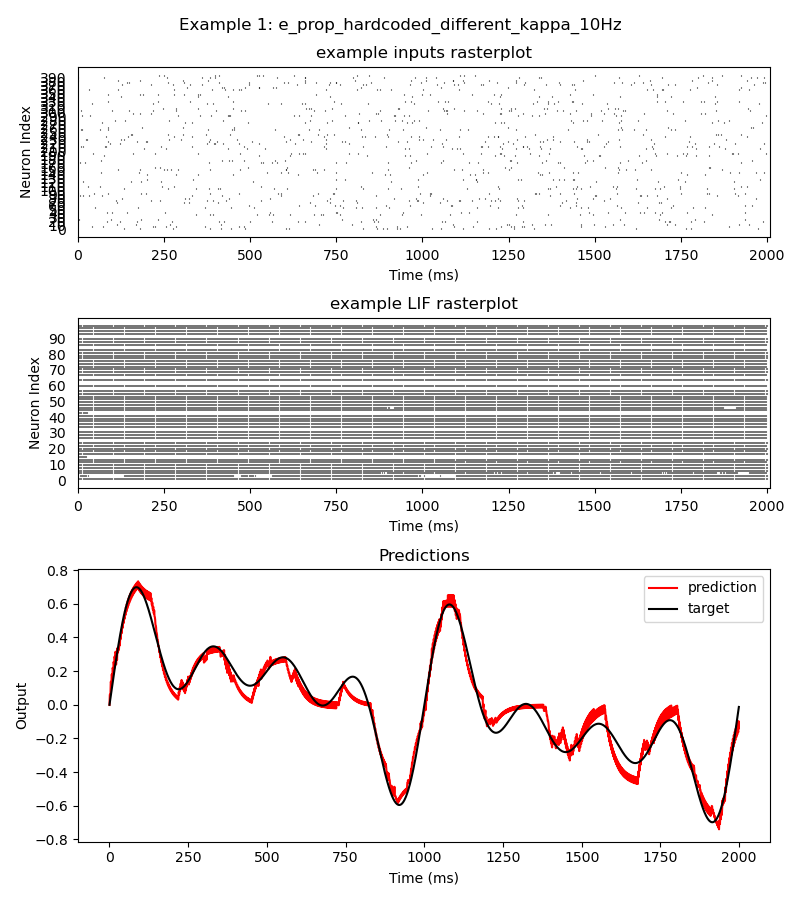 Example 1: e_prop_hardcoded_different_kappa_10Hz
example inputs rasterplot
Neuron Index
390
0
0 250 500 750 1000 1250 1500 1750 2000
Time (ms)
example LIF rasterplot
Neuron Index
90
80
70
60
50
40
30
20
10
0
0 250 500 750 1000 1250 1500 1750 2000
Time (ms)
Predictions
Output
0.8
0.6
0.4
0.2
0.0
−0.2
−0.4
−0.6
−0.8
prediction
target
0 250 500 750 1000 1250 1500 1750 2000
Time (ms)